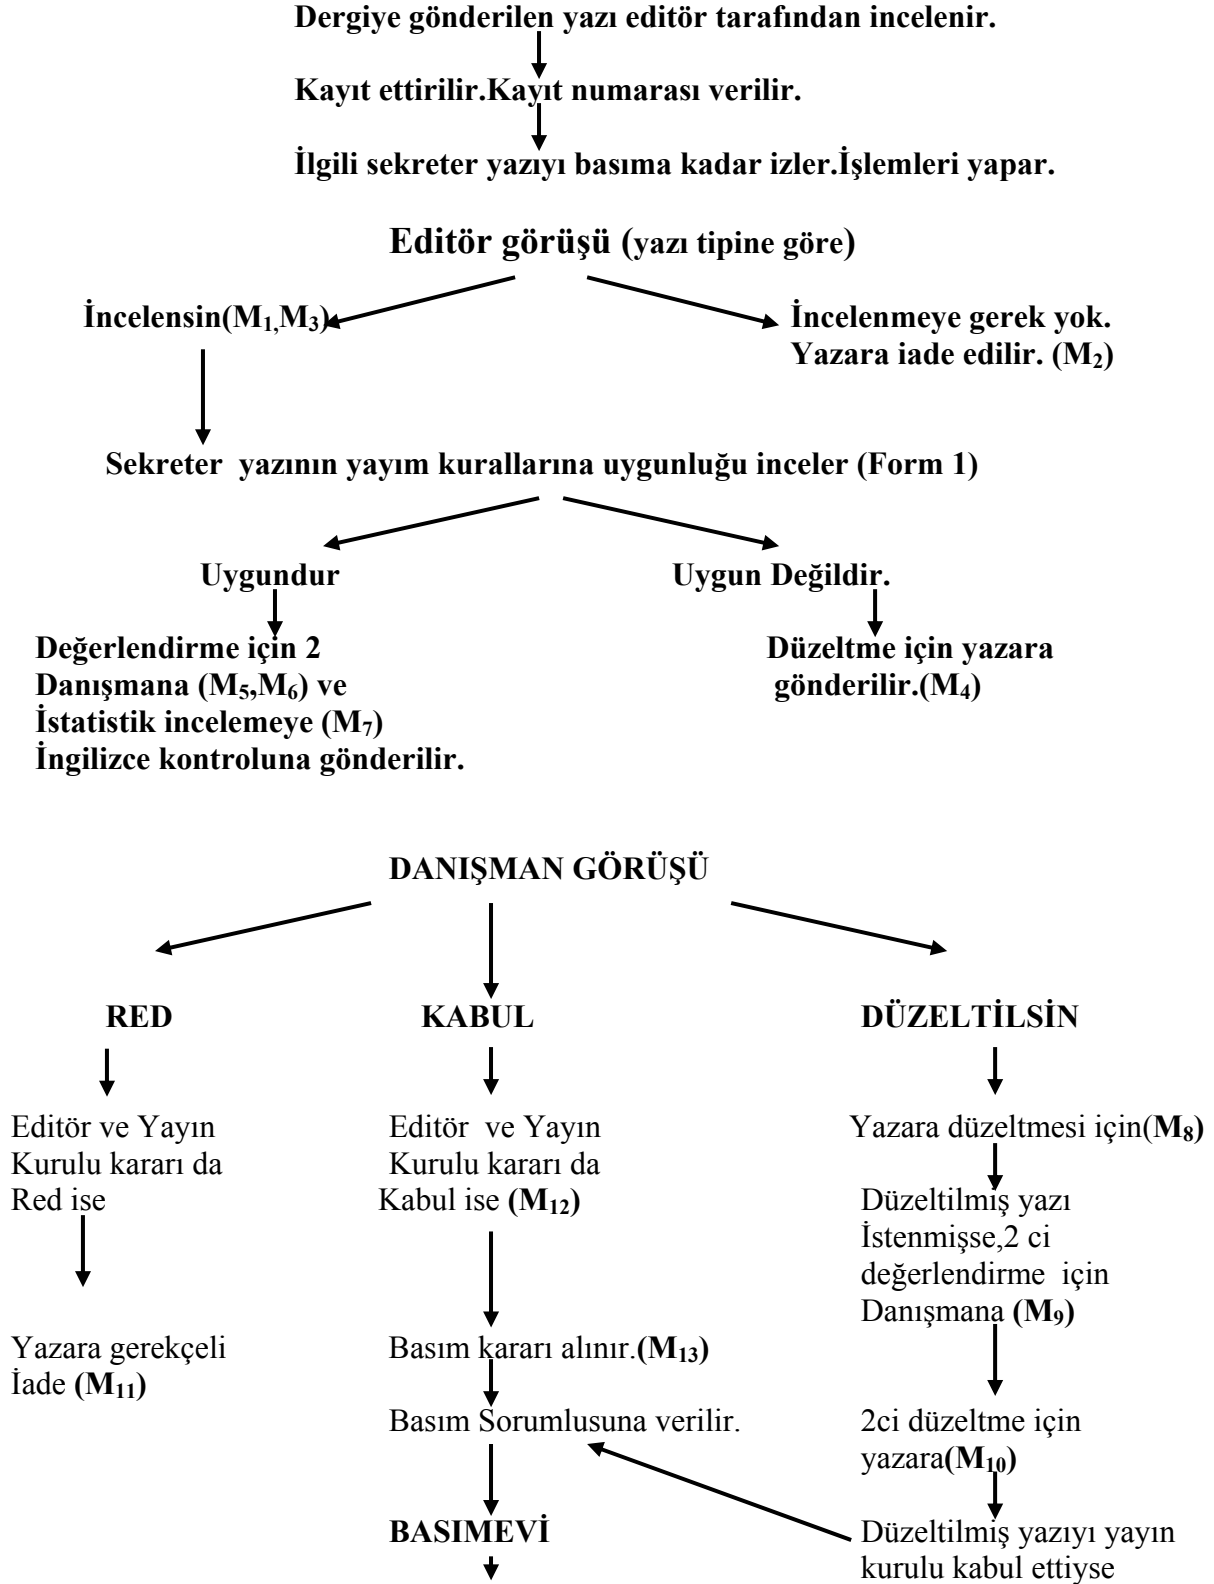 Dergiye gönderilen yazı editör tarafından incelenir.
Kayıt ettirilir.Kayıt numarası verilir.
İlgili sekreter yazıyı basıma kadar izler.İşlemleri yapar.
Editör görüşü (yazı tipine göre)
İncelensin(M1,M3)
İncelenmeye gerek yok.
Yazara iade edilir. (M2)
Sekreter yazının yayım kurallarına uygunluğu inceler (Form 1)
Uygundur
Uygun Değildir.
Değerlendirme için 2
Danışmana (M5,M6) ve
İstatistik incelemeye (M7)
İngilizce kontroluna gönderilir.
Düzeltme için yazara
gönderilir.(M4)
DANIŞMAN GÖRÜŞÜ
RED
KABUL
DÜZELTİLSİN
Editör ve Yayın
Kurulu kararı da
Red ise
Yazara gerekçeli
İade (M11)
Editör ve Yayın
Kurulu kararı da
Kabul ise (M12)
Basım kararı alınır.(M13)
Basım Sorumlusuna verilir.
BASIMEVİ
Yazara düzeltmesi için(M8)
Düzeltilmiş yazı
İstenmişse,2 ci
değerlendirme için
Danışmana (M9)
2ci düzeltme için
yazara(M10)
Düzeltilmiş yazıyı yayın
kurulu kabul ettiyse